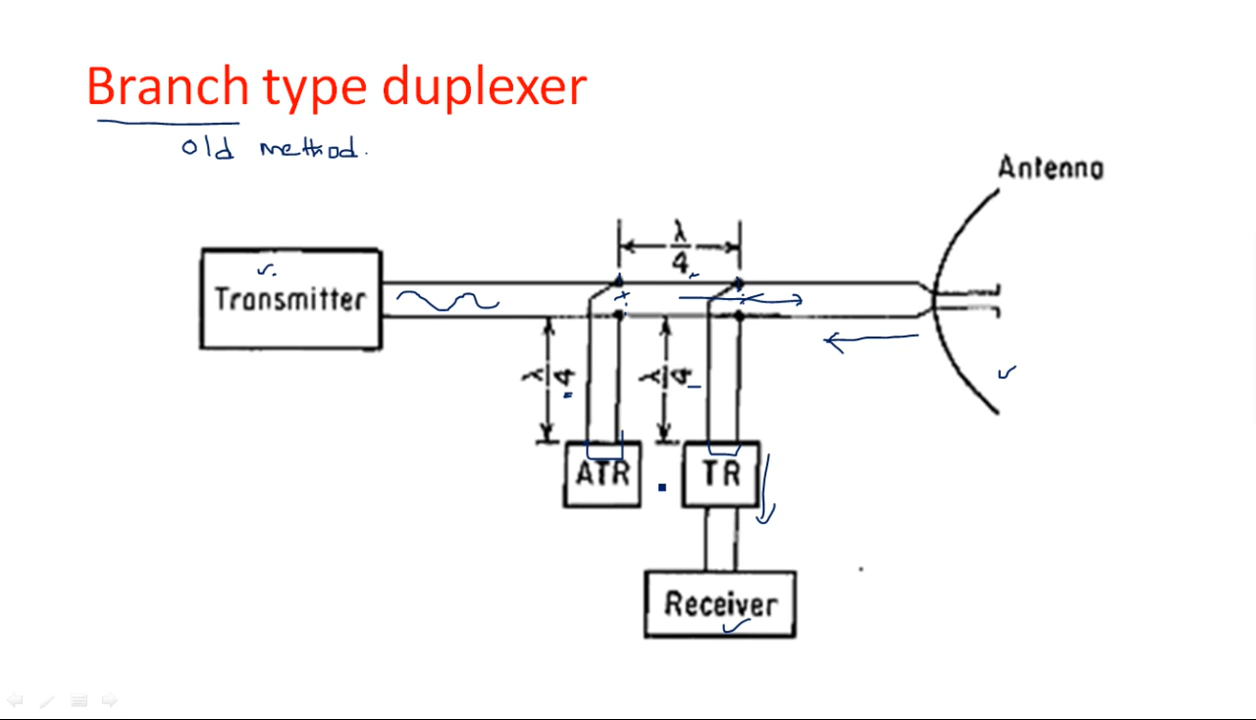 Branch type duplexer
old method.
Antenna
λ/4
Transmitter
λ/4
λ/4
ATR
TR
Receiver